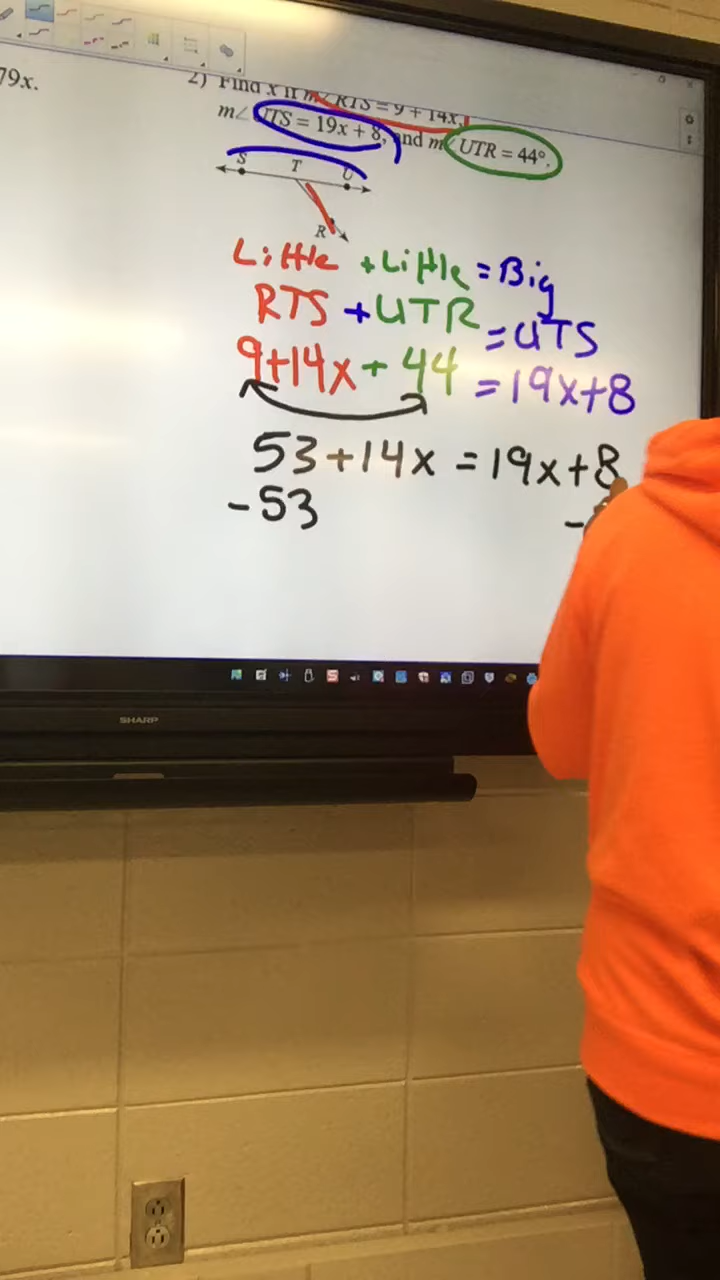 79x.
2) Find x if m∠RTS = 9 + 14x,
m∠UTS = 19x + 8, and m∠UTR = 44°.
S T U
R
Little + Little = Big
RTS + UTR = UTS
9+14x + 44 = 19x+8
53+14x = 19x+8
-53 -
SHARP